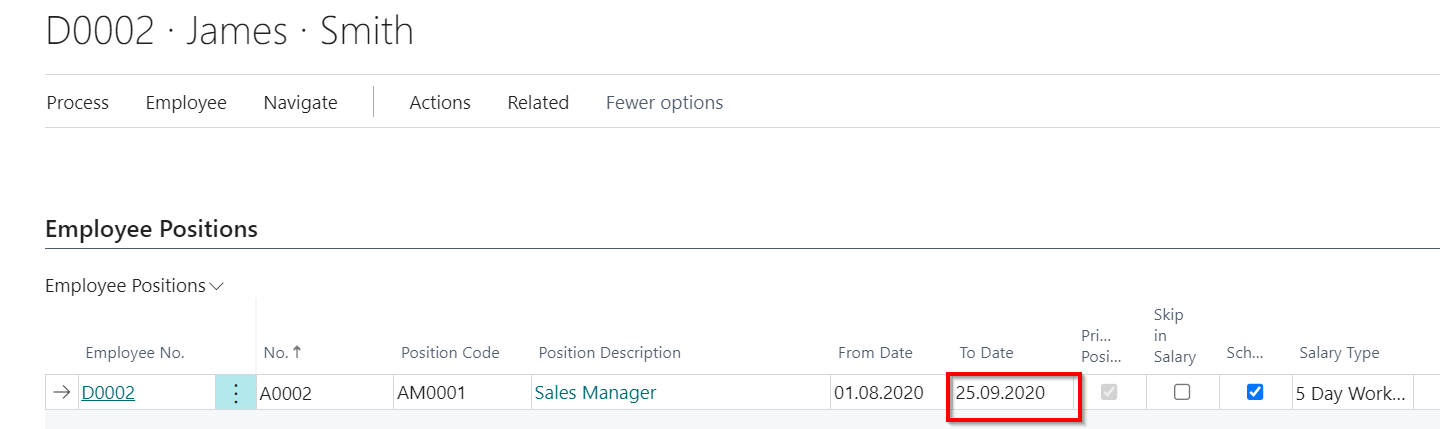 D0002 · James · Smith
Process Employee Navigate Actions Related Fewer options
Employee Positions
Employee Positions
Employee No. No. Position Code Position Description From Date To Date Pri... Posi... Skip in Salary Sch... Salary Type
D0002 A0002 AM0001 Sales Manager 01.08.2020 25.09.2020 5 Day Work...